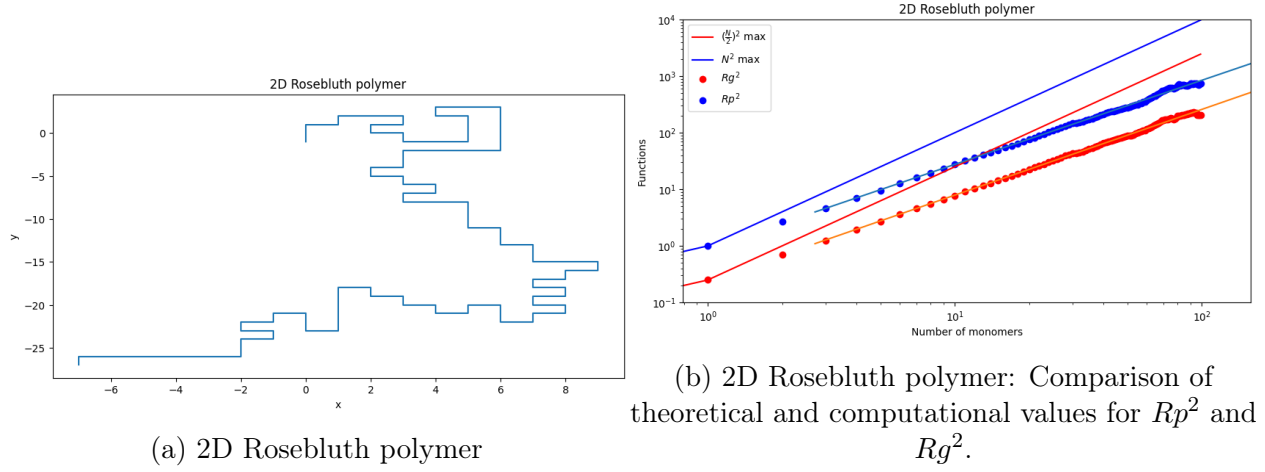 2D Rosebluth polymer
0
−5
−10
−15
−20
−25
y
−6
−4
−2
0
2
4
6
8
x
(a) 2D Rosebluth polymer
2D Rosebluth polymer
(N/2)² max
N² max
Rg²
Rp²
10⁴
10³
10²
10¹
10⁰
10⁻¹
Functions
10⁰
10¹
10²
Number of monomers
(b) 2D Rosebluth polymer: Comparison of
theoretical and computational values for Rp² and
Rg².